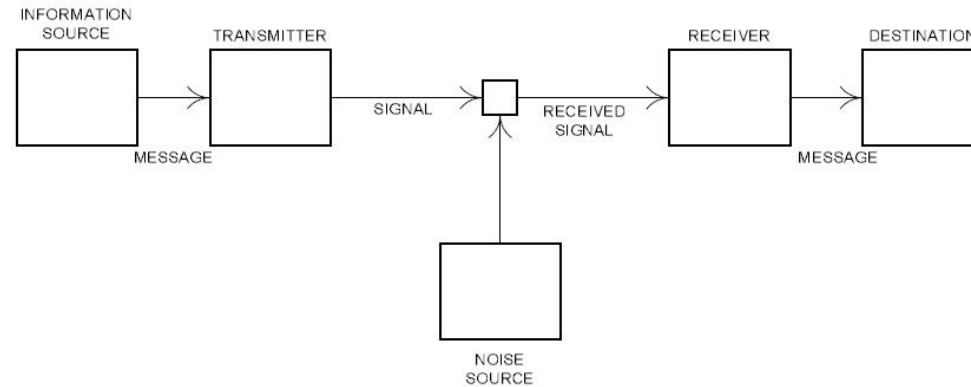 INFORMATION
SOURCE
TRANSMITTER
RECEIVER
DESTINATION
SIGNAL
RECEIVED
SIGNAL
MESSAGE
MESSAGE
NOISE
SOURCE